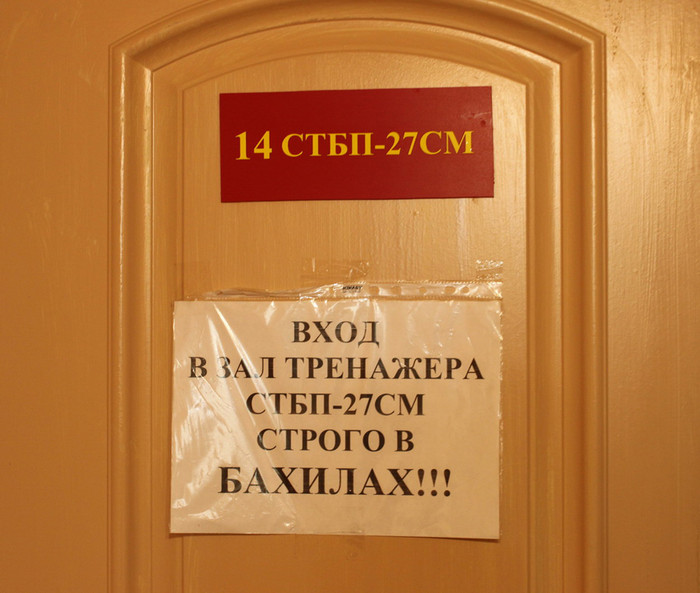 14 СТБП-27СМ
ВХОД
В ЗАЛ ТРЕНАЖЕРА
СТБП-27СМ
СТРОГО В
БАХИЛАХ!!!